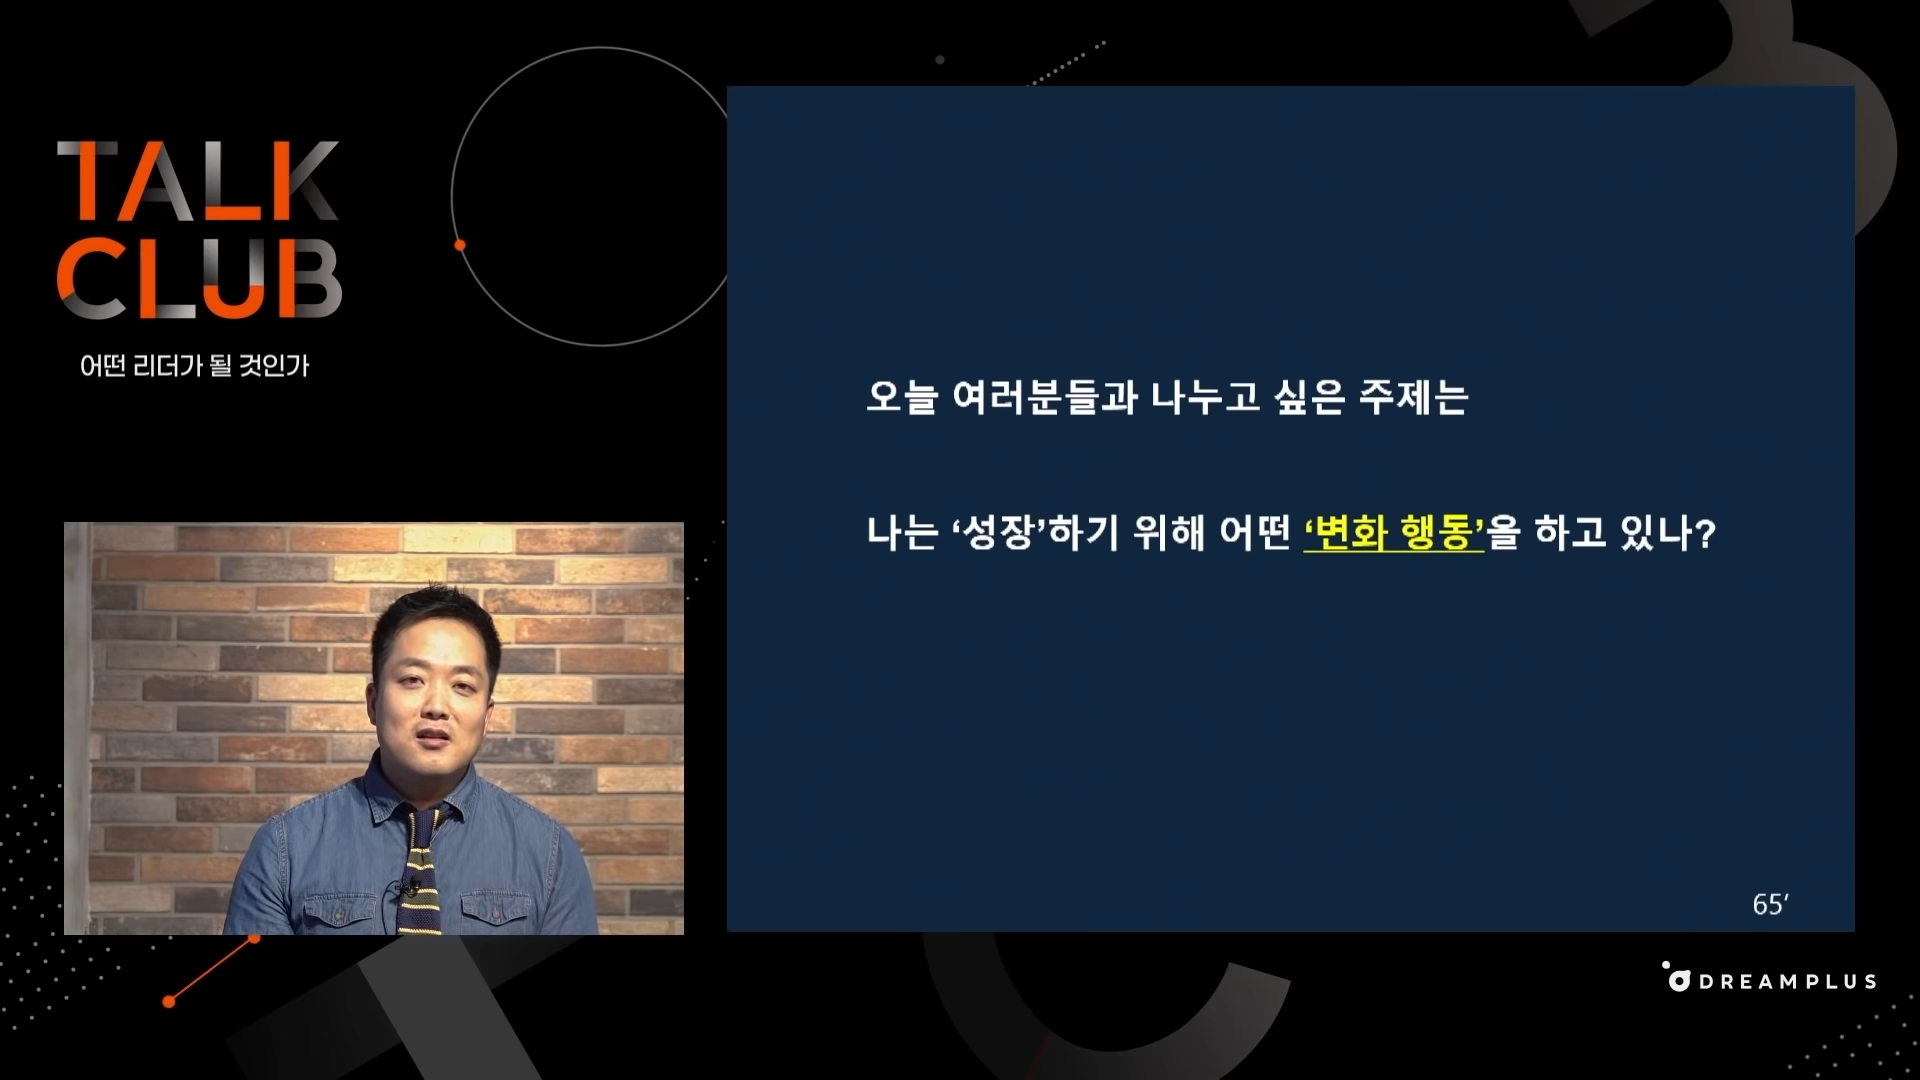 TALK
CLUB
어떤 리더가 될 것인가
오늘 여러분들과 나누고 싶은 주제는
나는 ‘성장’하기 위해 어떤 ‘변화 행동’을 하고 있나?
65‘
DREAMPLUS